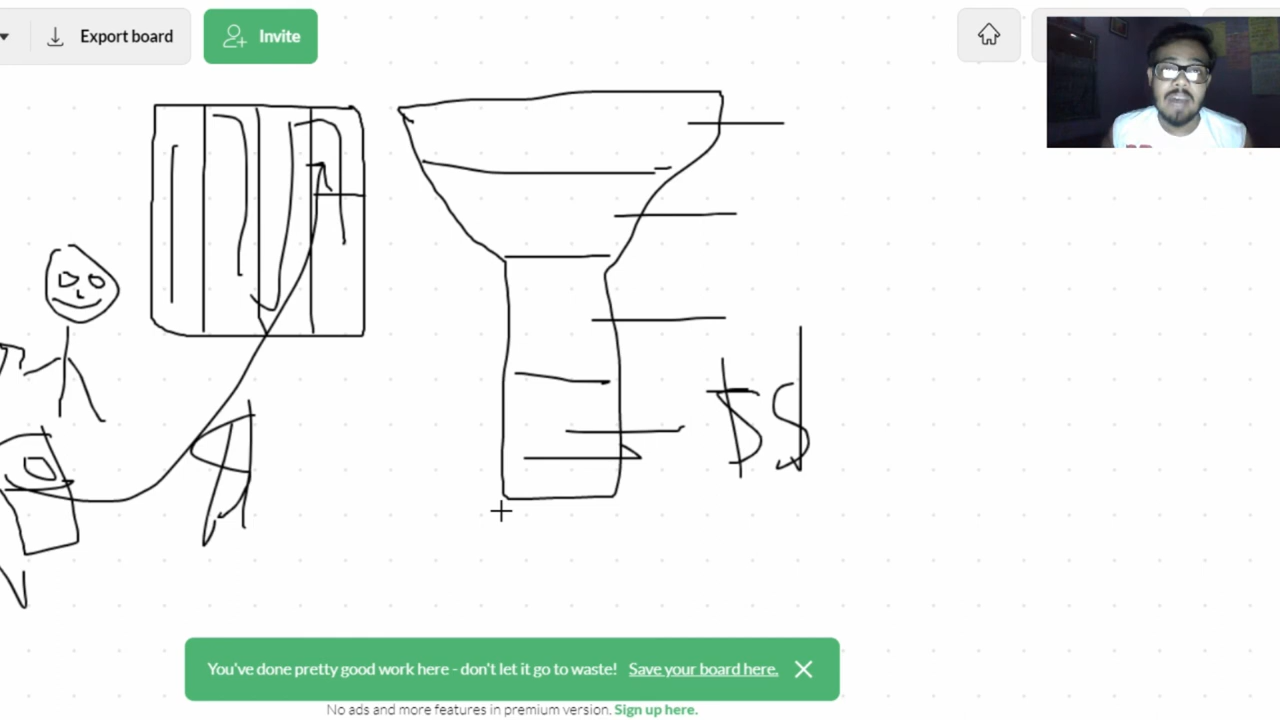 Export board
Invite
$$
You've done pretty good work here - don't let it go to waste! Save your board here.
No ads and more features in premium version. Sign up here.